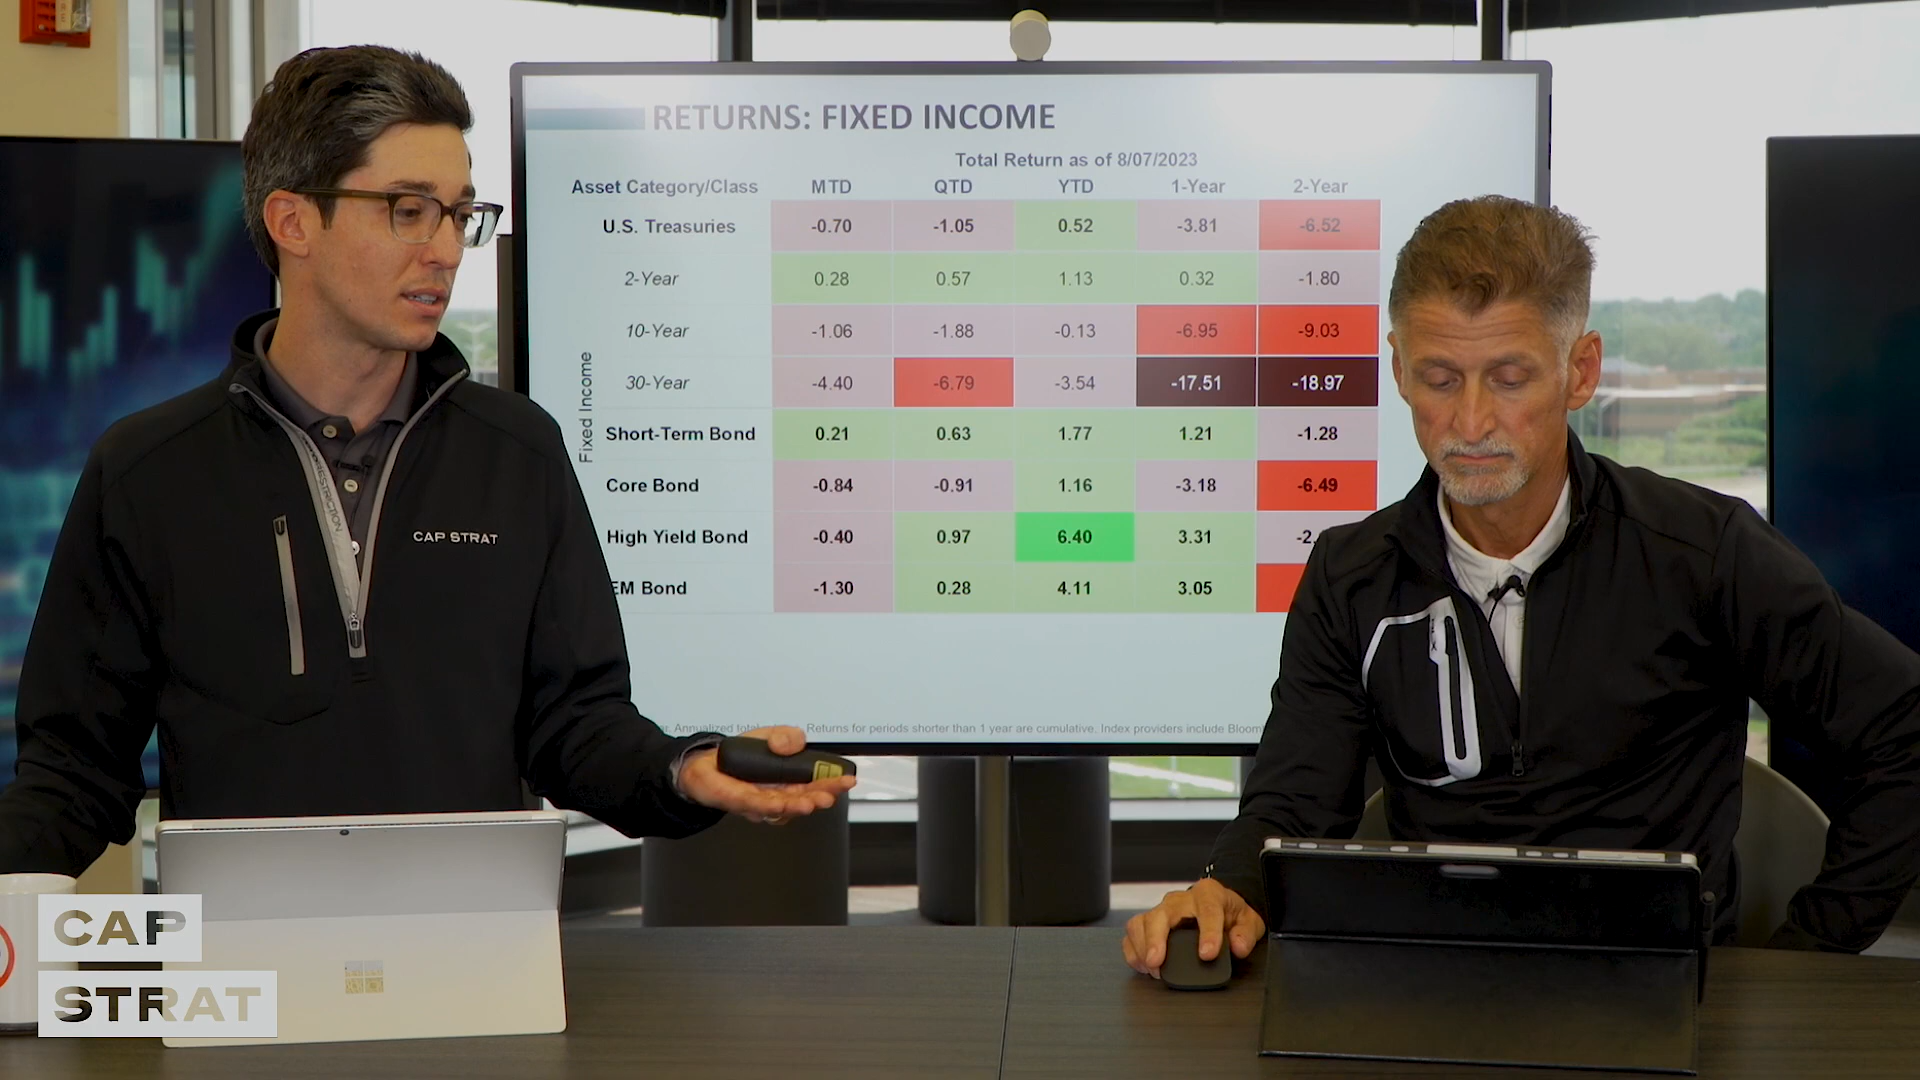 RETURNS: FIXED INCOME
Total Return as of 8/07/2023
Asset Category/Class MTD QTD YTD 1-Year 2-Year
Fixed Income
U.S. Treasuries -0.70 -1.05 0.52 -3.81 -6.52
2-Year 0.28 0.57 1.13 0.32 -1.80
10-Year -1.06 -1.88 -0.13 -6.95 -9.03
30-Year -4.40 -6.79 -3.54 -17.51 -18.97
Short-Term Bond 0.21 0.63 1.77 1.21 -1.28
Core Bond -0.84 -0.91 1.16 -3.18 -6.49
High Yield Bond -0.40 0.97 6.40 3.31 -2.
EM Bond -1.30 0.28 4.11 3.05
Annualized Returns for periods shorter than 1 year are cumulative. Index providers include Bloom
CAP STRAT
CAP
STRAT